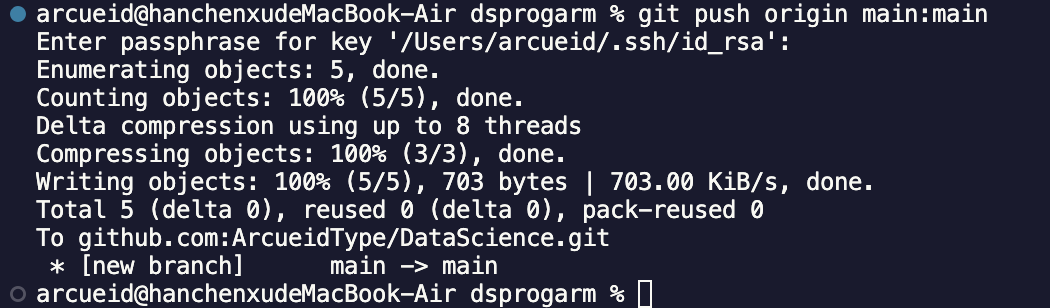 arcueid@hanchenxudeMacBook-Air dsprogarm % git push origin main:main
Enter passphrase for key '/Users/arcueid/.ssh/id_rsa':
Enumerating objects: 5, done.
Counting objects: 100% (5/5), done.
Delta compression using up to 8 threads
Compressing objects: 100% (3/3), done.
Writing objects: 100% (5/5), 703 bytes | 703.00 KiB/s, done.
Total 5 (delta 0), reused 0 (delta 0), pack-reused 0
To github.com:ArcueidType/DataScience.git
 * [new branch]      main -> main
arcueid@hanchenxudeMacBook-Air dsprogarm %